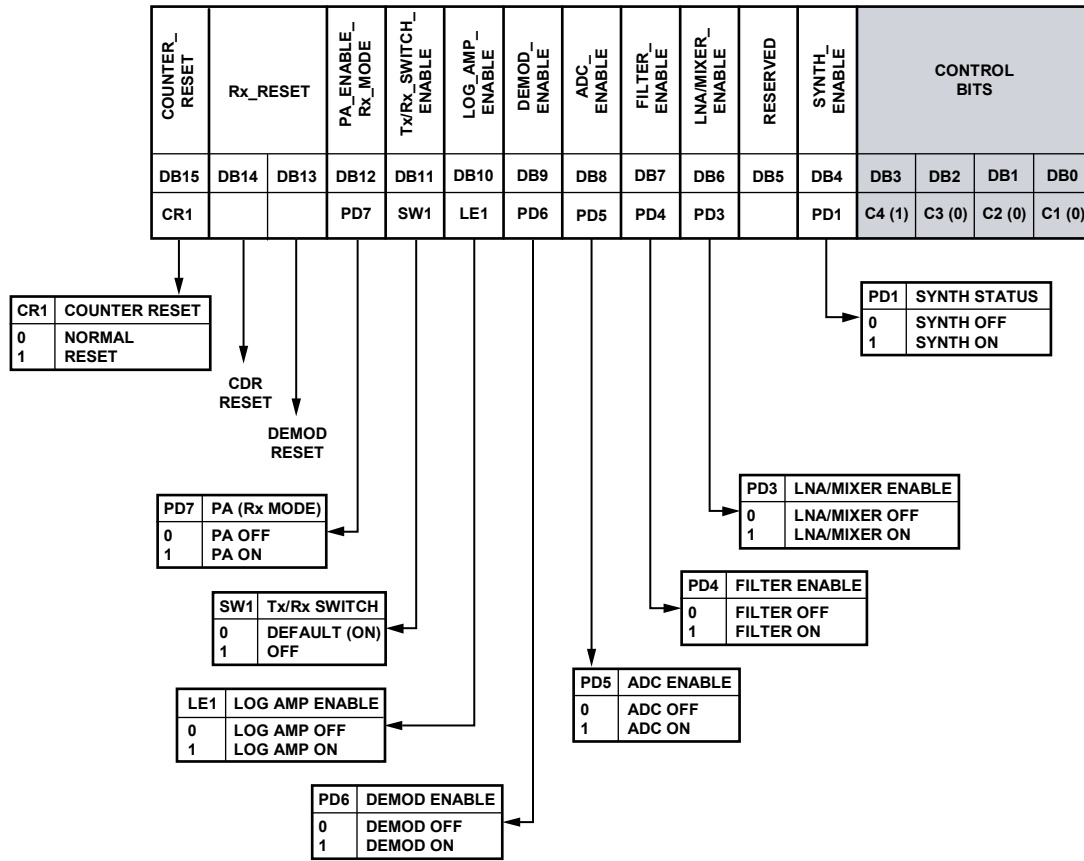 COUNTER_
RESET
Rx_RESET
PA_ENABLE_
Rx_MODE
Tx/Rx_SWITCH_
ENABLE
LOG_AMP_
ENABLE
DEMOD_
ENABLE
ADC_
ENABLE
FILTER_
ENABLE
LNA/MIXER_
ENABLE
RESERVED
SYNTH_
ENABLE
CONTROL
BITS
DB15 DB14 DB13 DB12 DB11 DB10 DB9 DB8 DB7 DB6 DB5 DB4 DB3 DB2 DB1 DB0
CR1 PD7 SW1 LE1 PD6 PD5 PD4 PD3 PD1 C4 (1) C3 (0) C2 (0) C1 (0)
CR1 COUNTER RESET
0 NORMAL
1 RESET
PD1 SYNTH STATUS
0 SYNTH OFF
1 SYNTH ON
CDR
RESET
DEMOD
RESET
PD7 PA (Rx MODE)
0 PA OFF
1 PA ON
PD3 LNA/MIXER ENABLE
0 LNA/MIXER OFF
1 LNA/MIXER ON
SW1 Tx/Rx SWITCH
0 DEFAULT (ON)
1 OFF
PD4 FILTER ENABLE
0 FILTER OFF
1 FILTER ON
LE1 LOG AMP ENABLE
0 LOG AMP OFF
1 LOG AMP ON
PD5 ADC ENABLE
0 ADC OFF
1 ADC ON
PD6 DEMOD ENABLE
0 DEMOD OFF
1 DEMOD ON